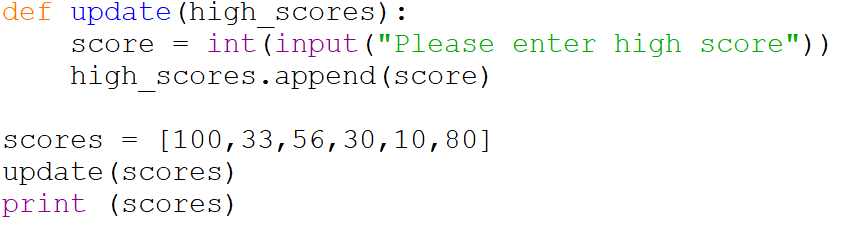 def update(high_scores):
    score = int(input("Please enter high score"))
    high_scores.append(score)
scores = [100,33,56,30,10,80]
update(scores)
print (scores)